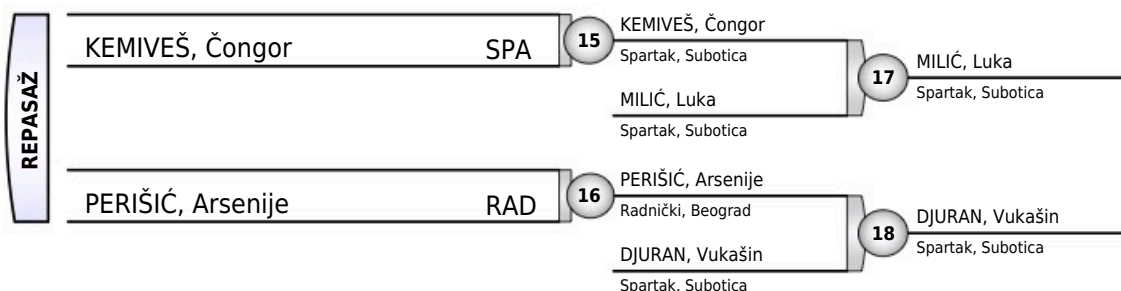 REPASAŽ
KEMIVEŠ, Čongor SPA
15
KEMIVEŠ, Čongor
Spartak, Subotica
MILIĆ, Luka
Spartak, Subotica
17
MILIĆ, Luka
Spartak, Subotica
PERIŠIĆ, Arsenije RAD
16
PERIŠIĆ, Arsenije
Radnički, Beograd
DJURAN, Vukašin
Spartak, Subotica
18
DJURAN, Vukašin
Spartak, Subotica